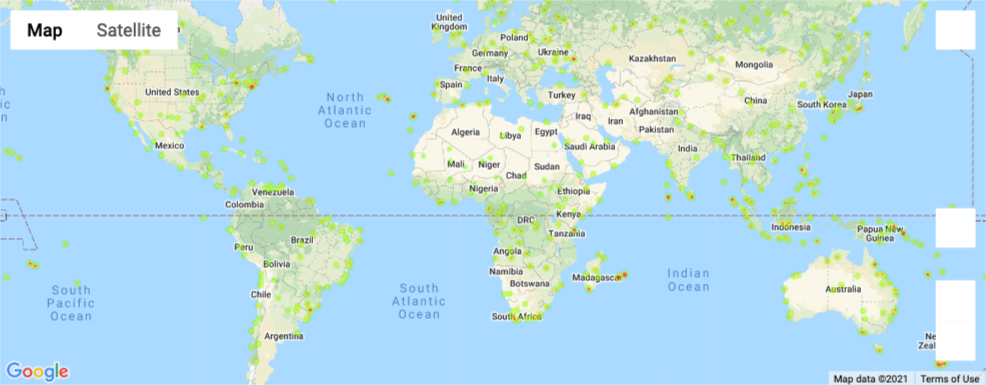 Map Satellite
United
Kingdom
Poland
Germany
Ukraine
France
Italy
Spain
Turkey
Kazakhstan
Mongolia
United States
North
Atlantic
Ocean
ic
n
Iraq
Iran
Afghanistan
Pakistan
China
South Korea
Japan
Mexico
Algeria
Libya
Egypt
Saudi Arabia
India
Thailand
Mali
Niger
Chad
Sudan
Nigeria
Ethiopia
Venezuela
Colombia
DRC
Kenya
Tanzania
Indonesia
Papua New
Guinea
Peru
Brazil
Bolivia
Angola
Namibia
Botswana
Madagascar
South
Pacific
Ocean
South
Atlantic
Ocean
Indian
Ocean
Chile
Argentina
South Africa
Australia
Ne
Zeal
Google
Map data ©2021 Terms of Use